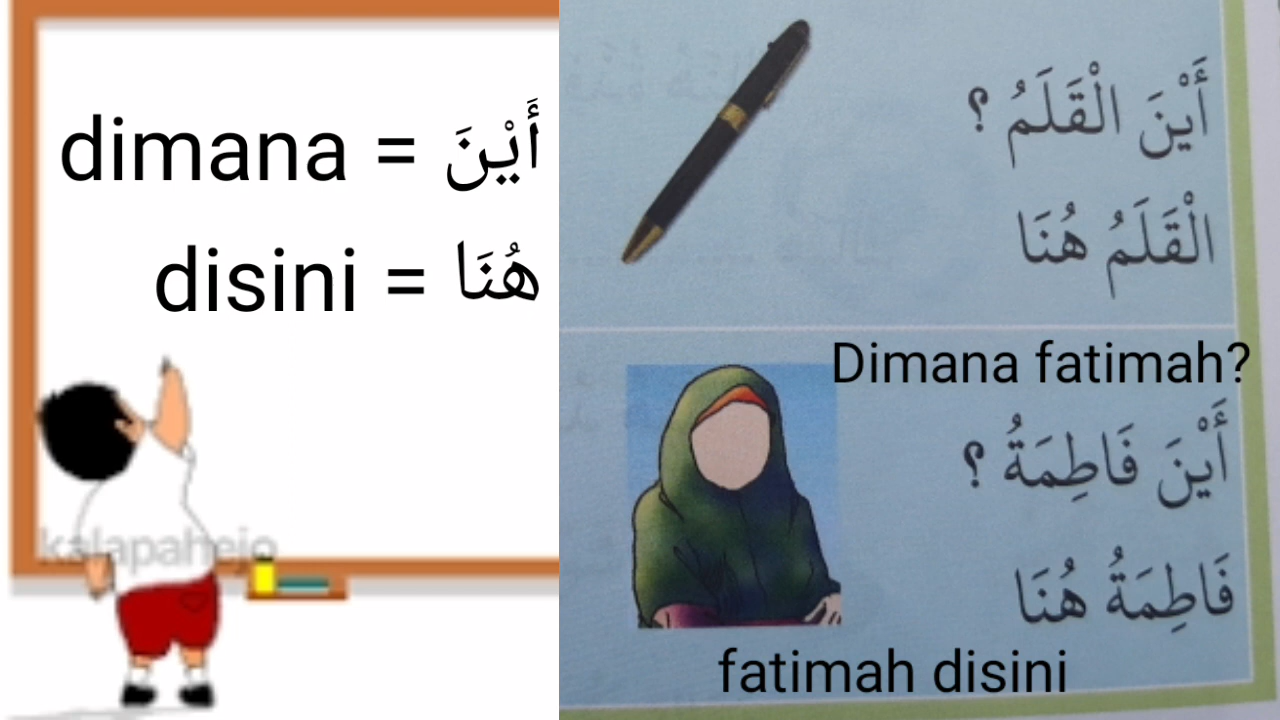 dimana = أَيْنَ
disini = هُنَا
kalapahejo
أَيْنَ الْقَلَمُ ؟
الْقَلَمُ هُنَا
Dimana fatimah?
أَيْنَ فَاطِمَةُ ؟
فَاطِمَةُ هُنَا
fatimah disini